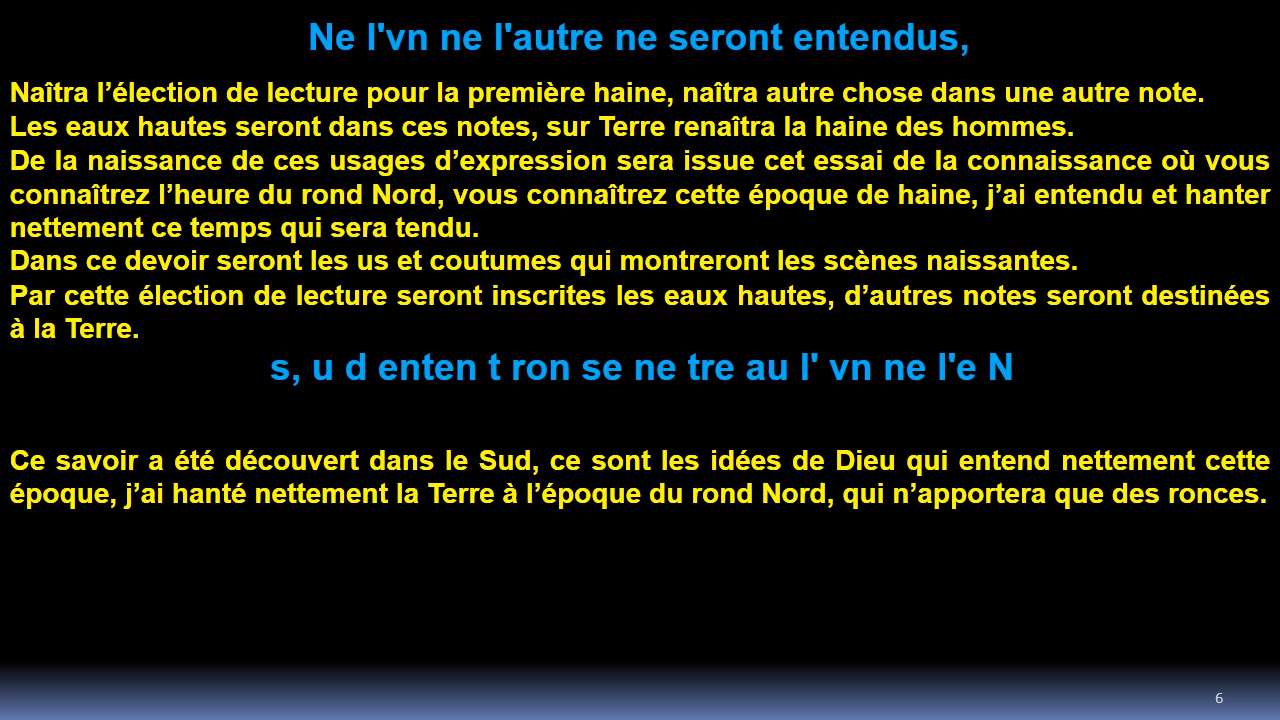 Ne l'vn ne l'autre ne seront entendus,
Naîtra l’élection de lecture pour la première haine, naîtra autre chose dans une autre note.
Les eaux hautes seront dans ces notes, sur Terre renaîtra la haine des hommes.
De la naissance de ces usages d’expression sera issue cet essai de la connaissance où vous
connaîtrez l’heure du rond Nord, vous connaîtrez cette époque de haine, j’ai entendu et hanter
nettement ce temps qui sera tendu.
Dans ce devoir seront les us et coutumes qui montreront les scènes naissantes.
Par cette élection de lecture seront inscrites les eaux hautes, d’autres notes seront destinées
à la Terre.
s, u d enten t ron se ne tre au l' vn ne l'e N
Ce savoir a été découvert dans le Sud, ce sont les idées de Dieu qui entend nettement cette
époque, j’ai hanté nettement la Terre à l’époque du rond Nord, qui n’apportera que des ronces.
6